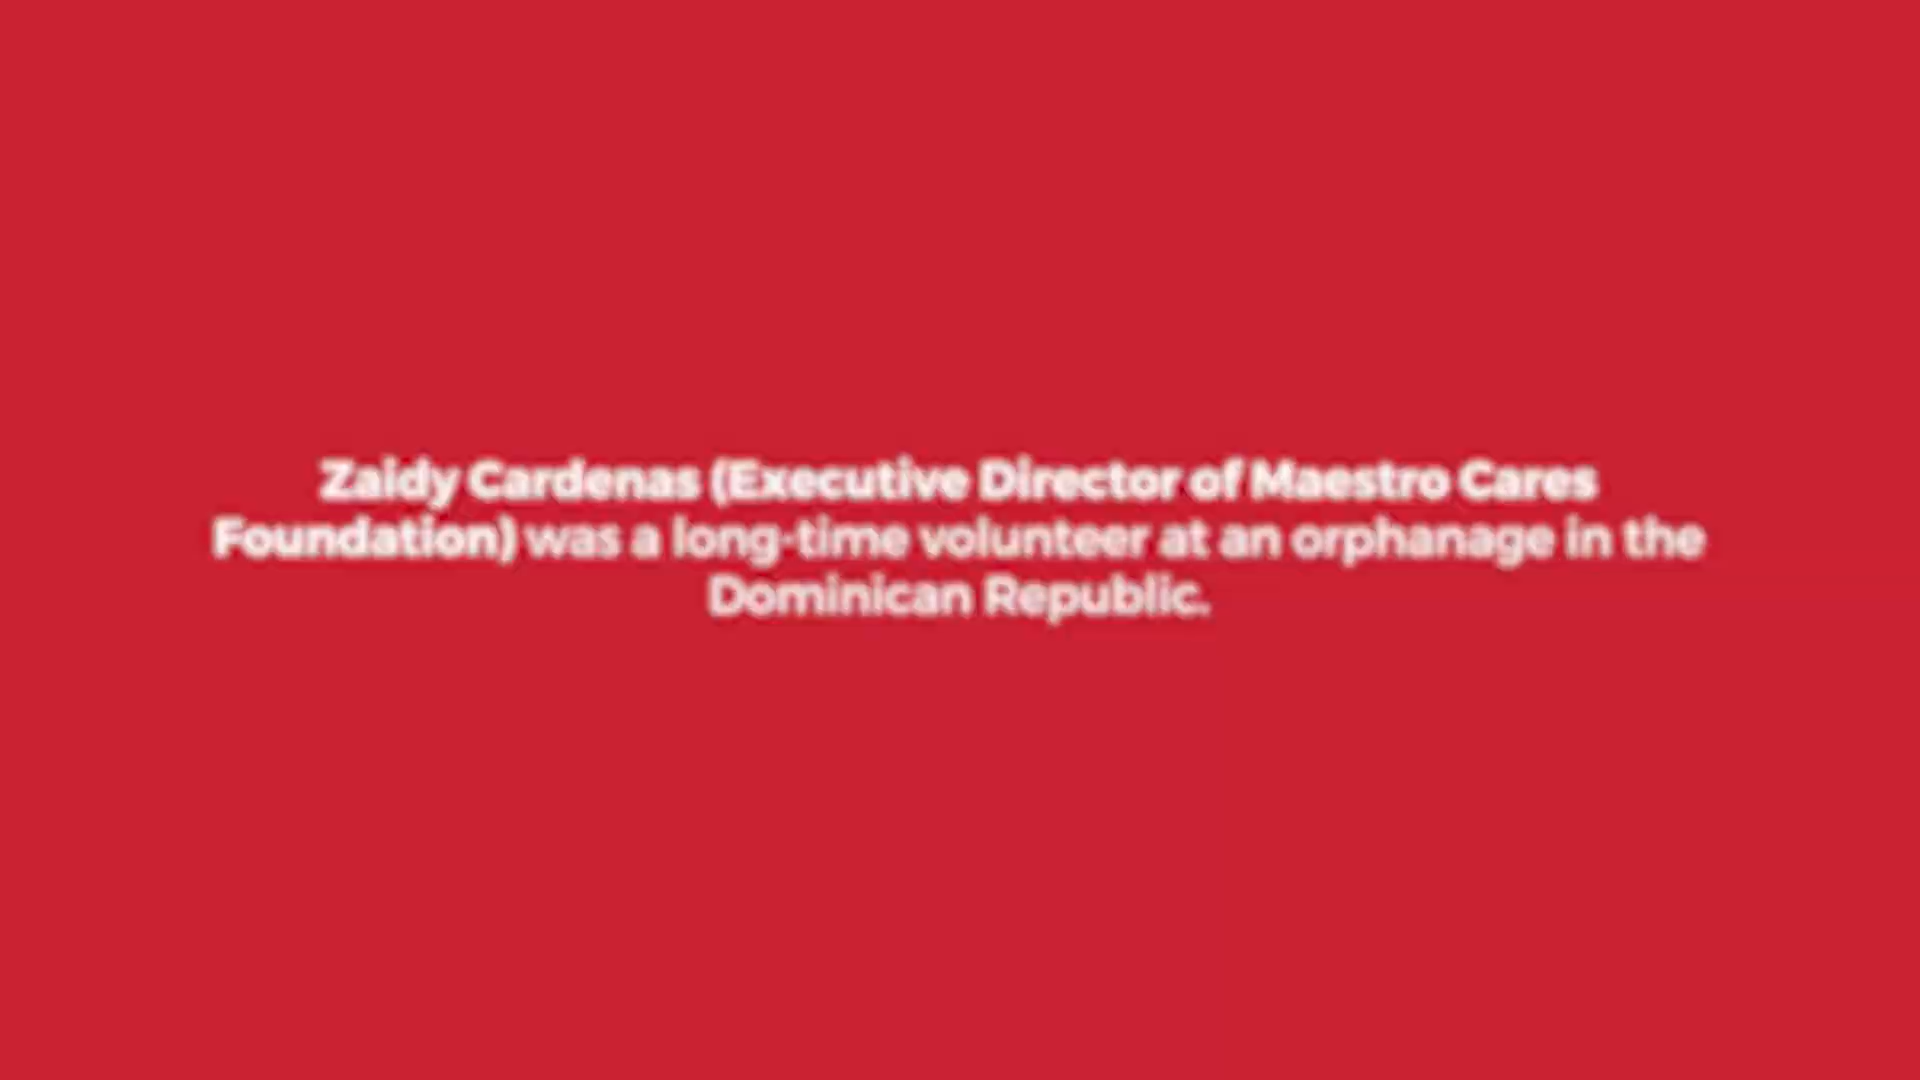 Zaidy Cardenas (Executive Director of Maestro Cares
Foundation) was a long-time volunteer at an orphanage in the
Dominican Republic.